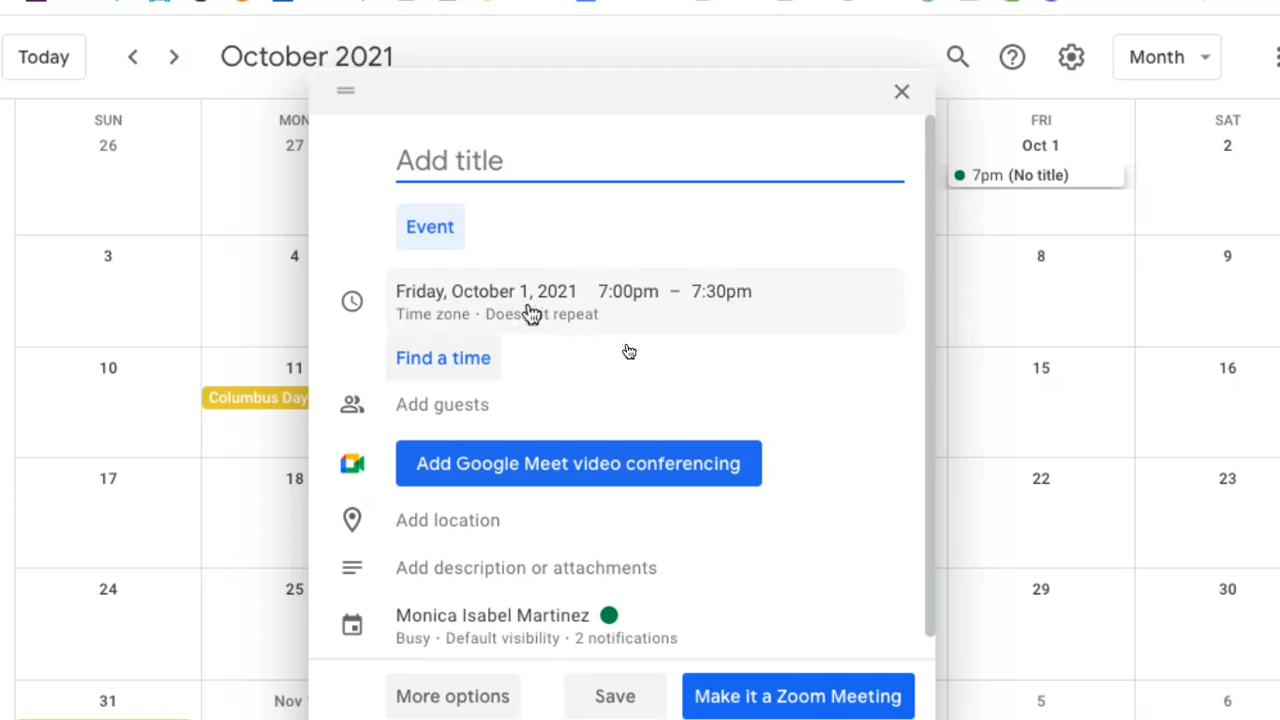 Today
October 2021
Month
SUN
MON
FRI
SAT
26
27
Oct 1
2
7pm (No title)
Add title
Event
3
4
8
9
Friday, October 1, 2021 7:00pm – 7:30pm
Time zone · repeat
Find a time
10
11
15
16
Columbus Day
Add guests
Add Google Meet video conferencing
17
18
22
23
Add location
Add description or attachments
24
25
29
30
Monica Isabel Martinez
Busy · Default visibility · 2 notifications
31
Nov
5
6
More options
Save
Make it a Zoom Meeting